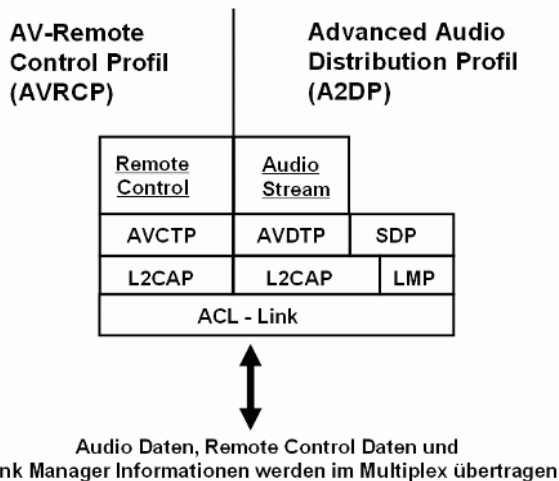 AV-Remote
Control Profil
(AVRCP)
Advanced Audio
Distribution Profil
(A2DP)
Remote
Control
Audio
Stream
AVCTP
AVDTP
SDP
L2CAP
L2CAP
LMP
ACL - Link
Audio Daten, Remote Control Daten und
nk Manager Informationen werden im Multiplex übertragen